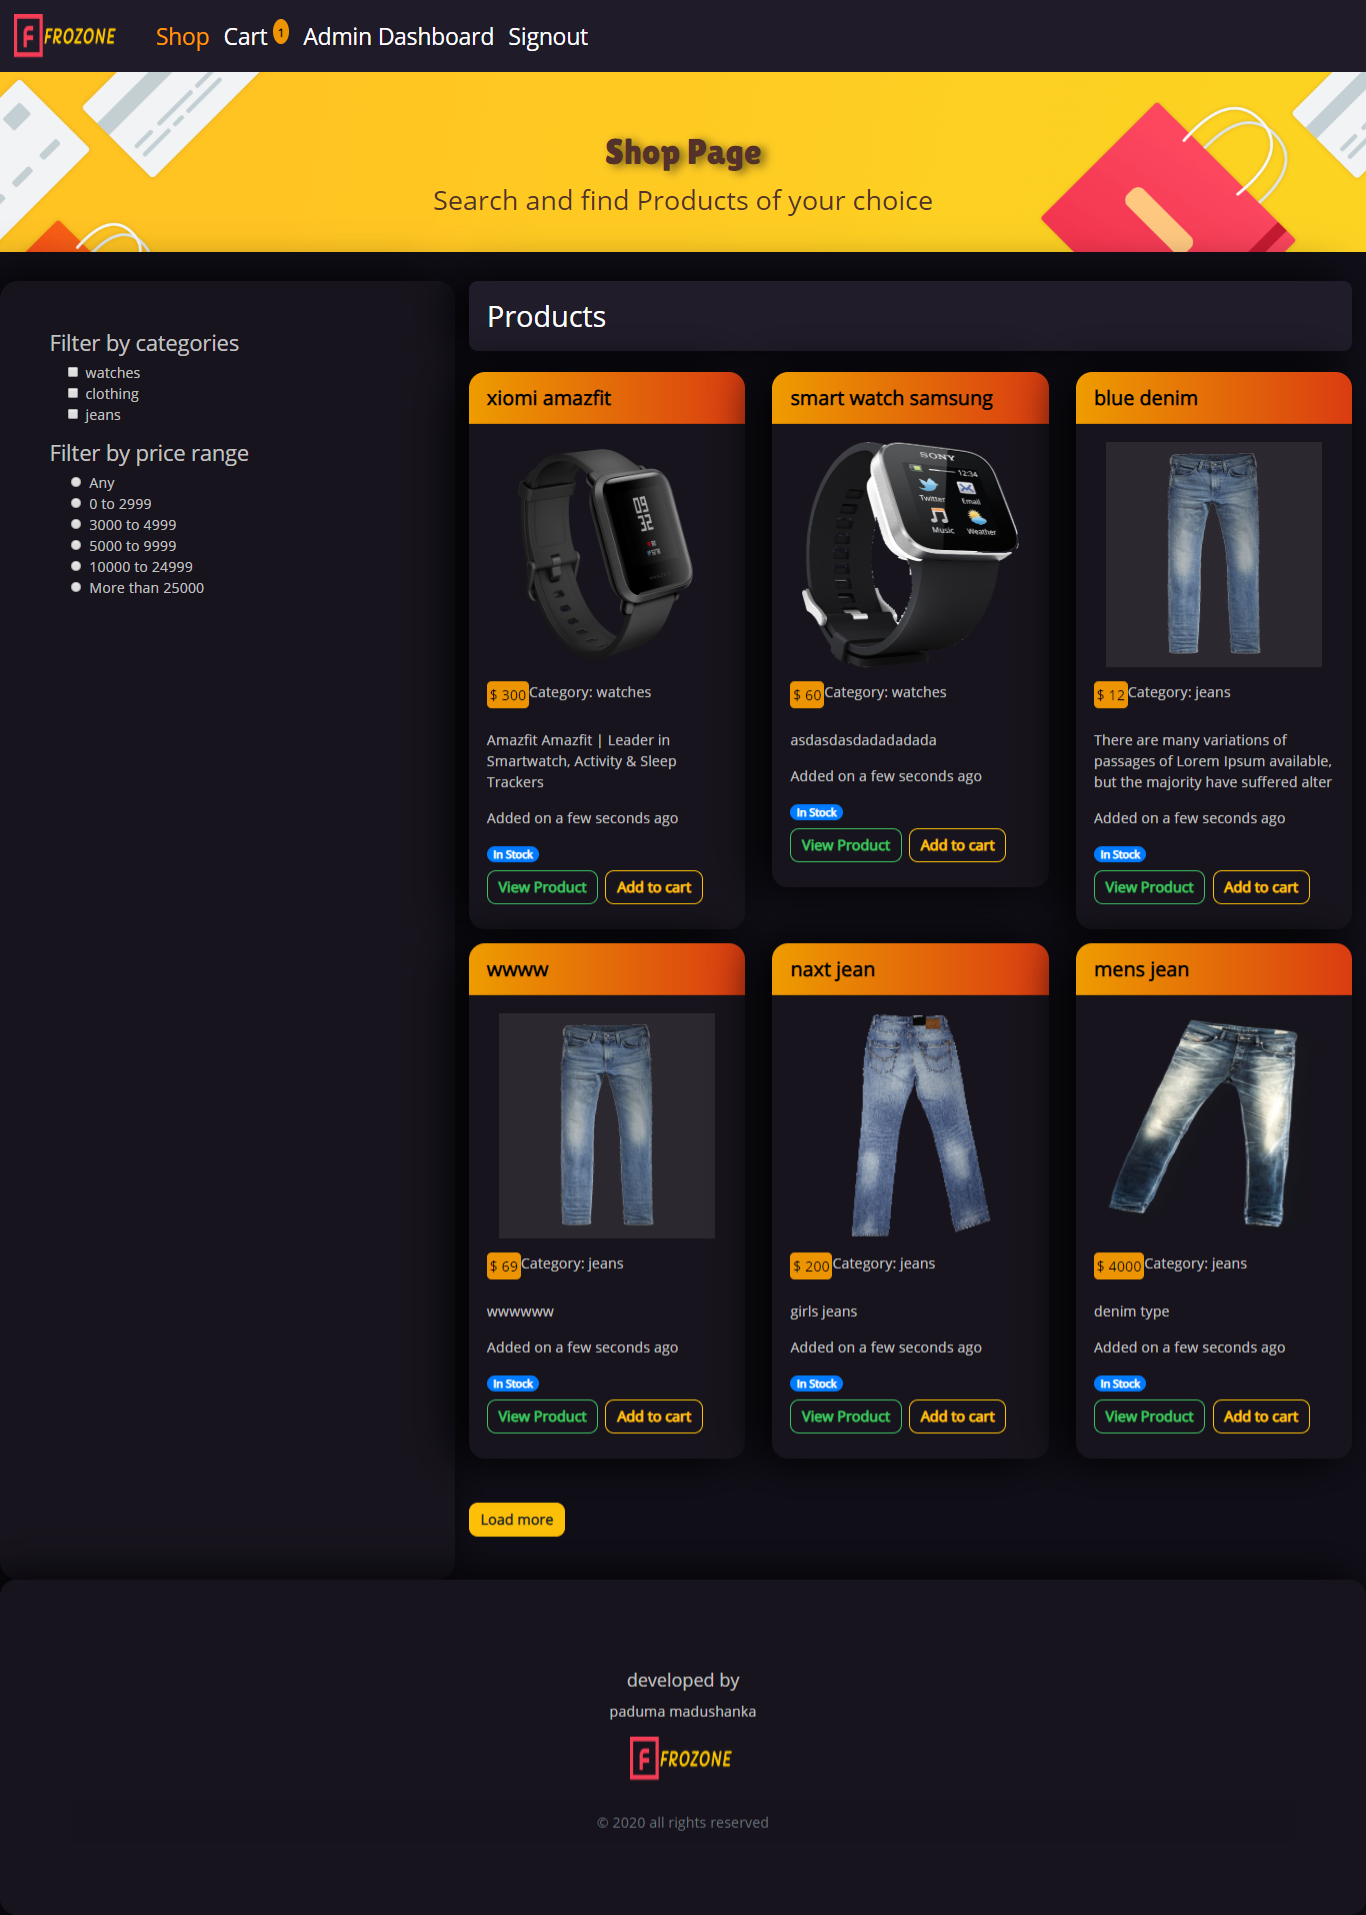 F FROZONE
Shop Cart 1 Admin Dashboard Signout
Shop Page
Search and find Products of your choice
Filter by categories
watches
clothing
jeans
Filter by price range
Any
0 to 2999
3000 to 4999
5000 to 9999
10000 to 24999
More than 25000
Products
xiomi amazfit
09
32
$ 300 Category: watches
Amazfit Amazfit | Leader in
Smartwatch, Activity & Sleep
Trackers
Added on a few seconds ago
In Stock
View Product Add to cart
smart watch samsung
SONY
12:34
Twitter Email
Music Weather
$ 60 Category: watches
asdasdasdadadadada
Added on a few seconds ago
In Stock
View Product Add to cart
blue denim
$ 12 Category: jeans
There are many variations of
passages of Lorem Ipsum available,
but the majority have suffered alter
Added on a few seconds ago
In Stock
View Product Add to cart
wwww
$ 69 Category: jeans
wwwwww
Added on a few seconds ago
In Stock
View Product Add to cart
naxt jean
$ 200 Category: jeans
girls jeans
Added on a few seconds ago
In Stock
View Product Add to cart
mens jean
$ 4000 Category: jeans
denim type
Added on a few seconds ago
In Stock
View Product Add to cart
Load more
developed by
paduma madushanka
F FROZONE
© 2020 all rights reserved